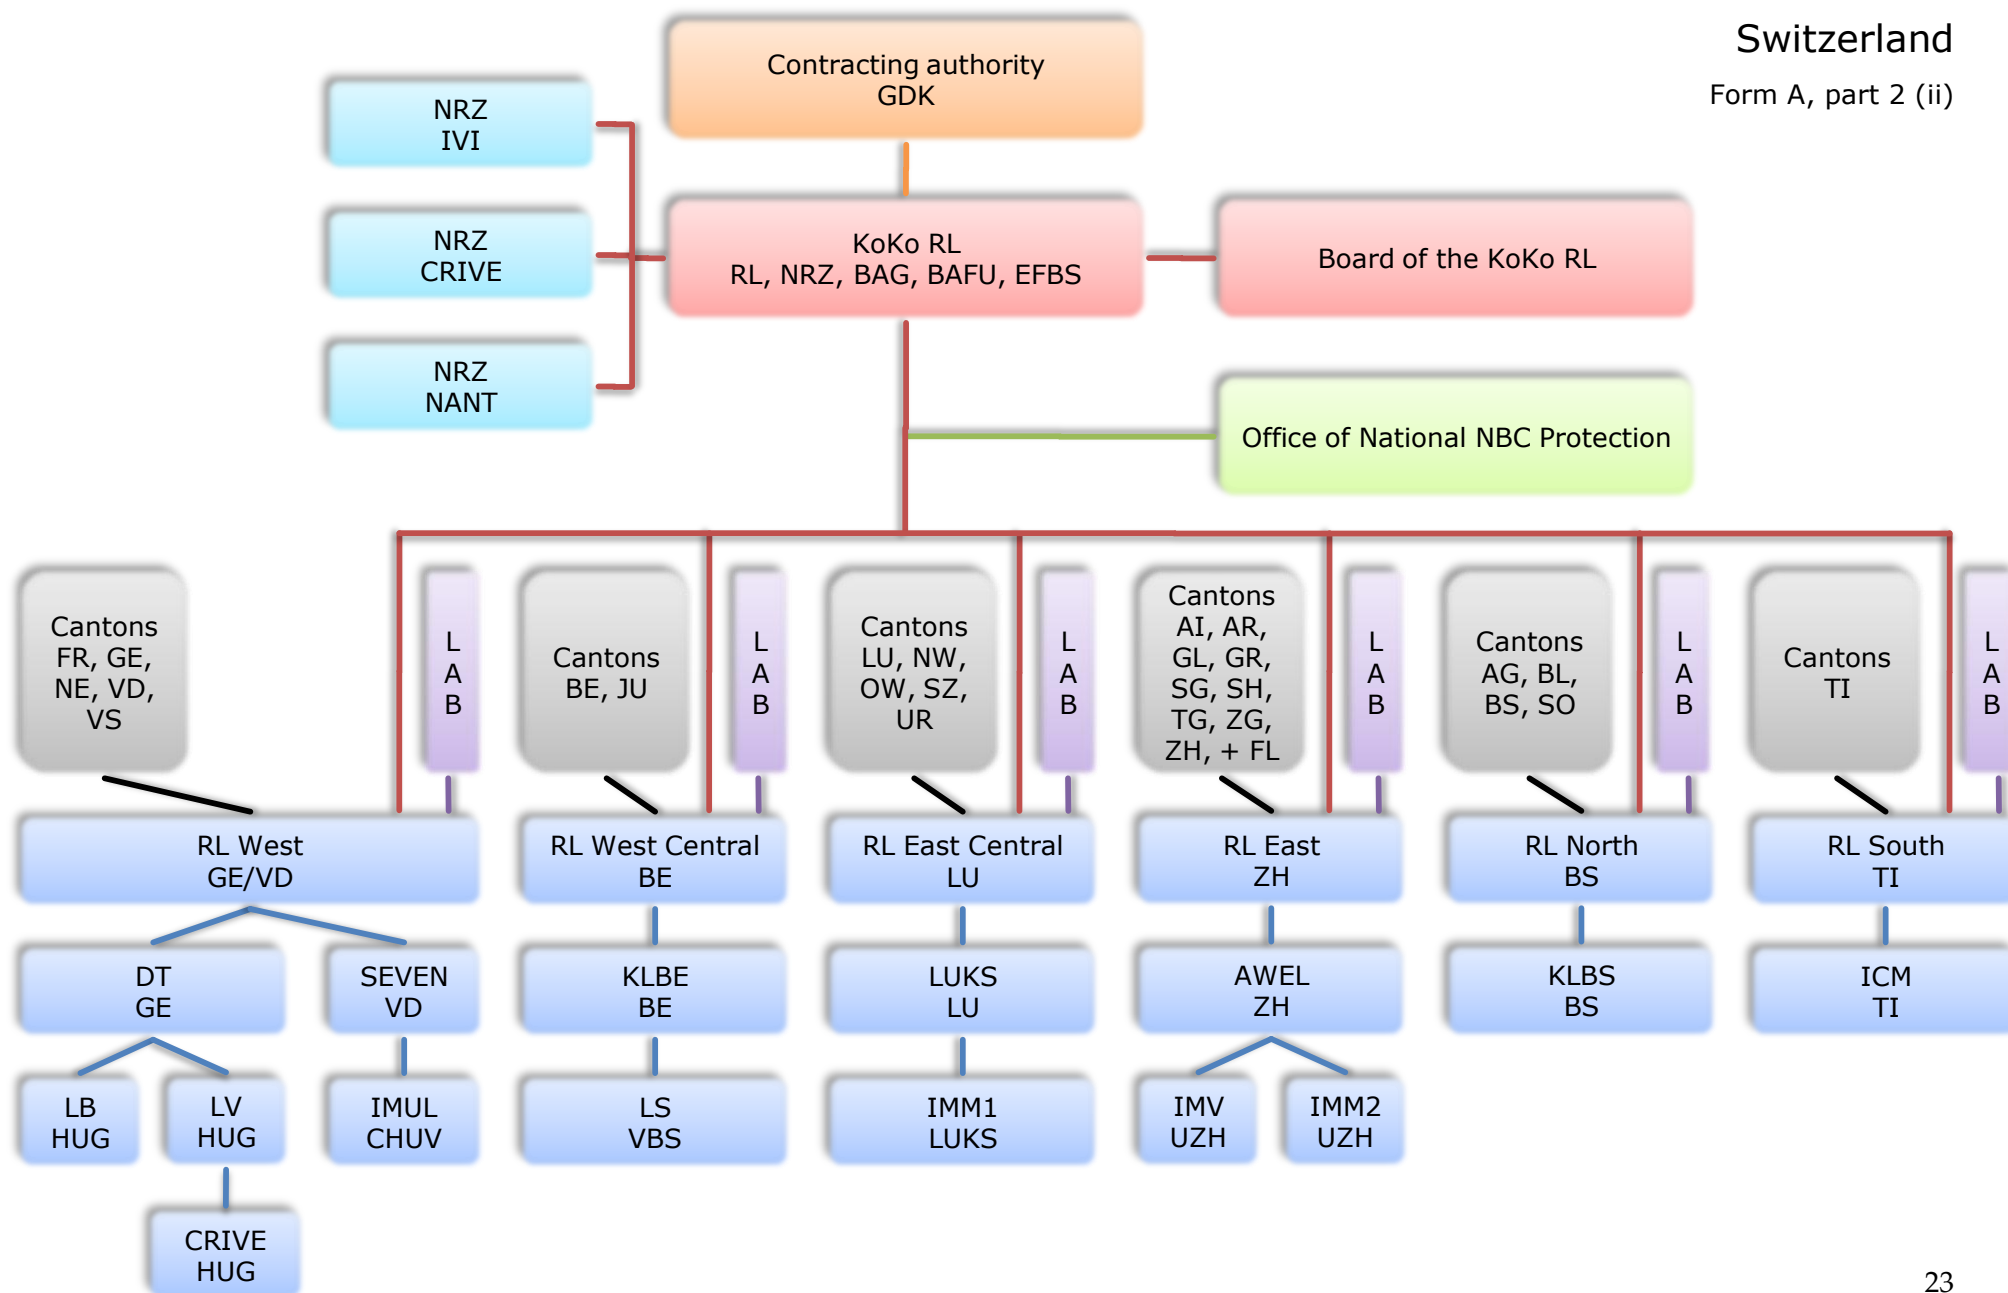 Switzerland
Form A, part 2 (ii)
Contracting authority
GDK
NRZ
IVI
NRZ
CRIVE
NRZ
NANT
KoKo RL
RL, NRZ, BAG, BAFU, EFBS
Board of the KoKo RL
Office of National NBC Protection
Cantons
FR, GE,
NE, VD,
VS
L
A
B
Cantons
BE, JU
L
A
B
Cantons
LU, NW,
OW, SZ,
UR
L
A
B
Cantons
AI, AR,
GL, GR,
SG, SH,
TG, ZG,
ZH, + FL
L
A
B
Cantons
AG, BL,
BS, SO
L
A
B
Cantons
TI
L
A
B
RL West
GE/VD
RL West Central
BE
RL East Central
LU
RL East
ZH
RL North
BS
RL South
TI
DT
GE
SEVEN
VD
KLBE
BE
LUKS
LU
AWEL
ZH
KLBS
BS
ICM
TI
LB
HUG
LV
HUG
IMUL
CHUV
LS
VBS
IMM1
LUKS
IMV
UZH
IMM2
UZH
CRIVE
HUG
23